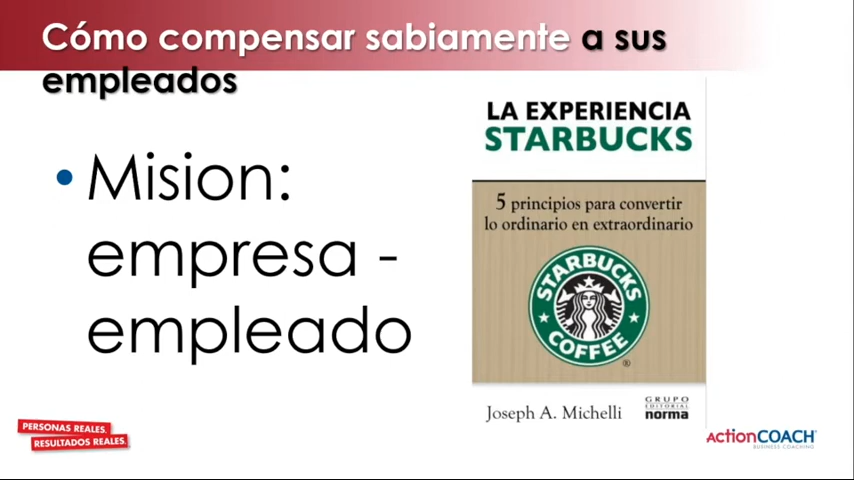 Cómo compensar sabiamente a sus
empleados
• Mision:
empresa -
empleado
LA EXPERIENCIA
STARBUCKS
5 principios para convertir
lo ordinario en extraordinario
STARBUCKS
COFFEE
®
Joseph A. Michelli
GRUPO
EDITORIAL
norma
PERSONAS REALES.
RESULTADOS REALES.
ActionCOACH
BUSINESS COACHING